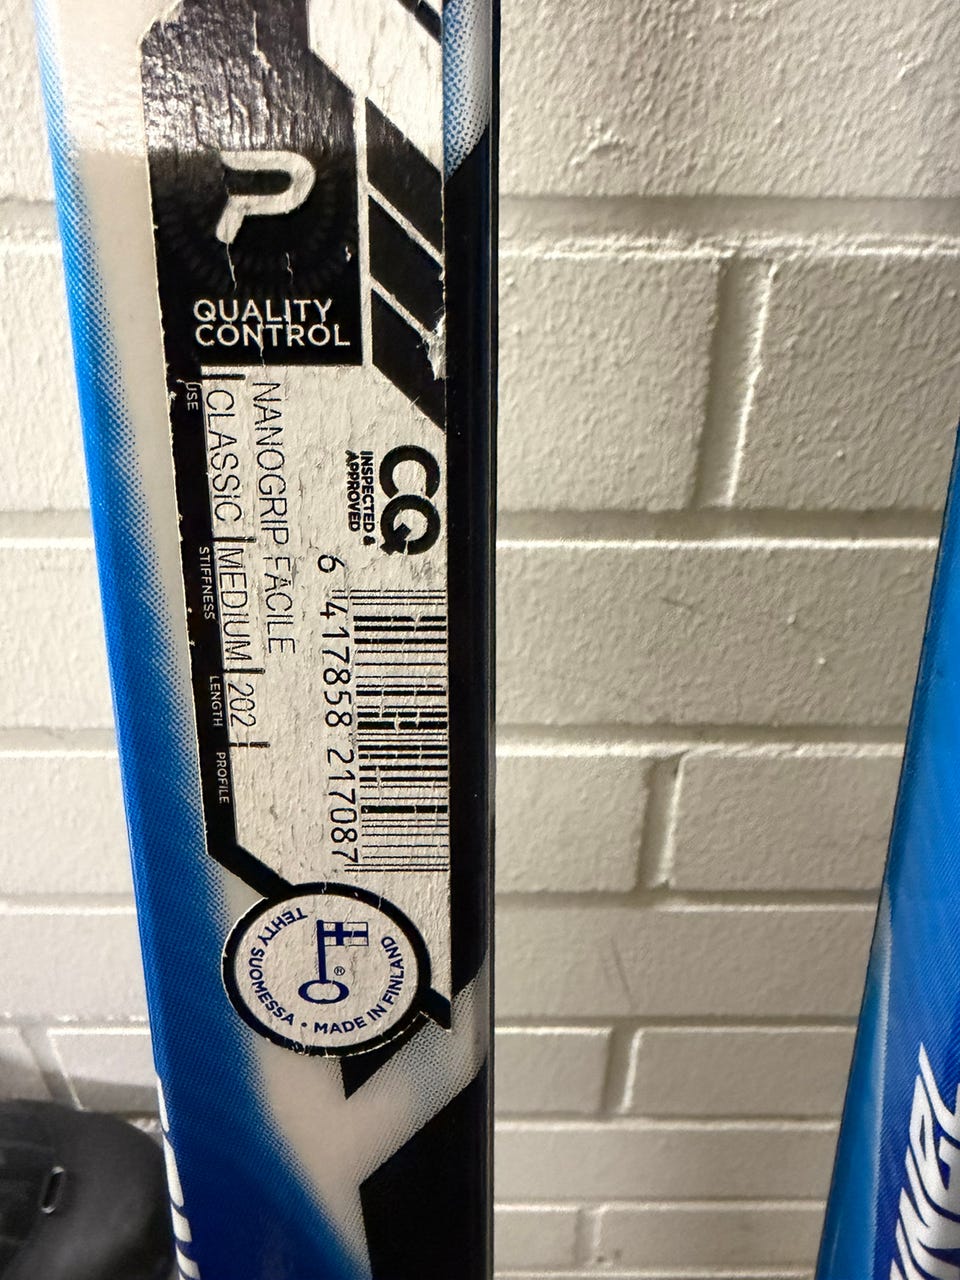 QUALITY
CONTROL
CQ
INSPECTED &
APPROVED
NANOGRIP FACILE
CLASSIC MEDIUM 202
USE STIFFNESS LENGTH PROFILE
6 417858 217087
TEHTY SUOMESSA • MADE IN FINLAND
®